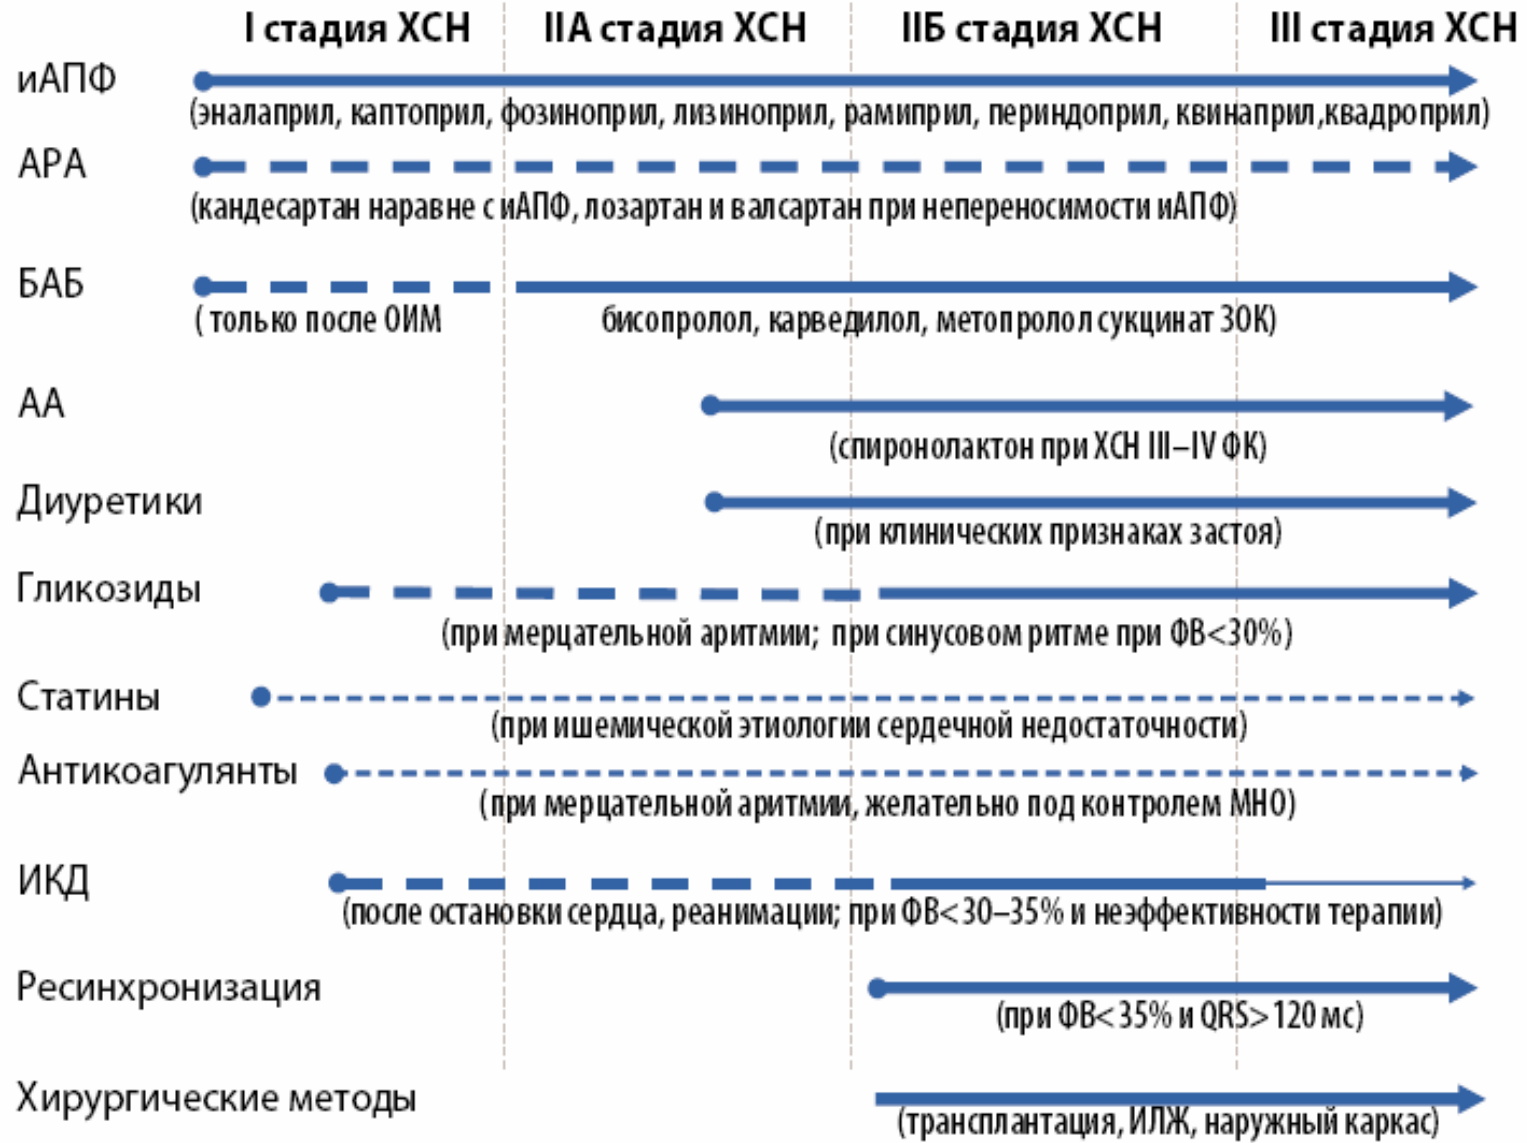 I стадия ХСН IIА стадия ХСН IIБ стадия ХСН III стадия ХСН
иАПФ
(эналаприл, каптоприл, фозиноприл, лизиноприл, рамиприл, периндоприл, квинаприл,квадроприл)
АРА
(кандесартан наравне с иАПФ, лозартан и валсартан при непереносимости иАПФ)
БАБ
( только после ОИМ бисопролол, карведилол, метопролол сукцинат ЗОК)
АА
(спиронолактон при ХСН III–IV ФК)
Диуретики
(при клинических признаках застоя)
Гликозиды
(при мерцательной аритмии; при синусовом ритме при ФВ<30%)
Статины
(при ишемической этиологии сердечной недостаточности)
Антикоагулянты
(при мерцательной аритмии, желательно под контролем МНО)
ИКД
(после остановки сердца, реанимации; при ФВ<30–35% и неэффективности терапии)
Ресинхронизация
(при ФВ<35% и QRS>120 мс)
Хирургические методы
(трансплантация, ИЛЖ, наружный каркас)